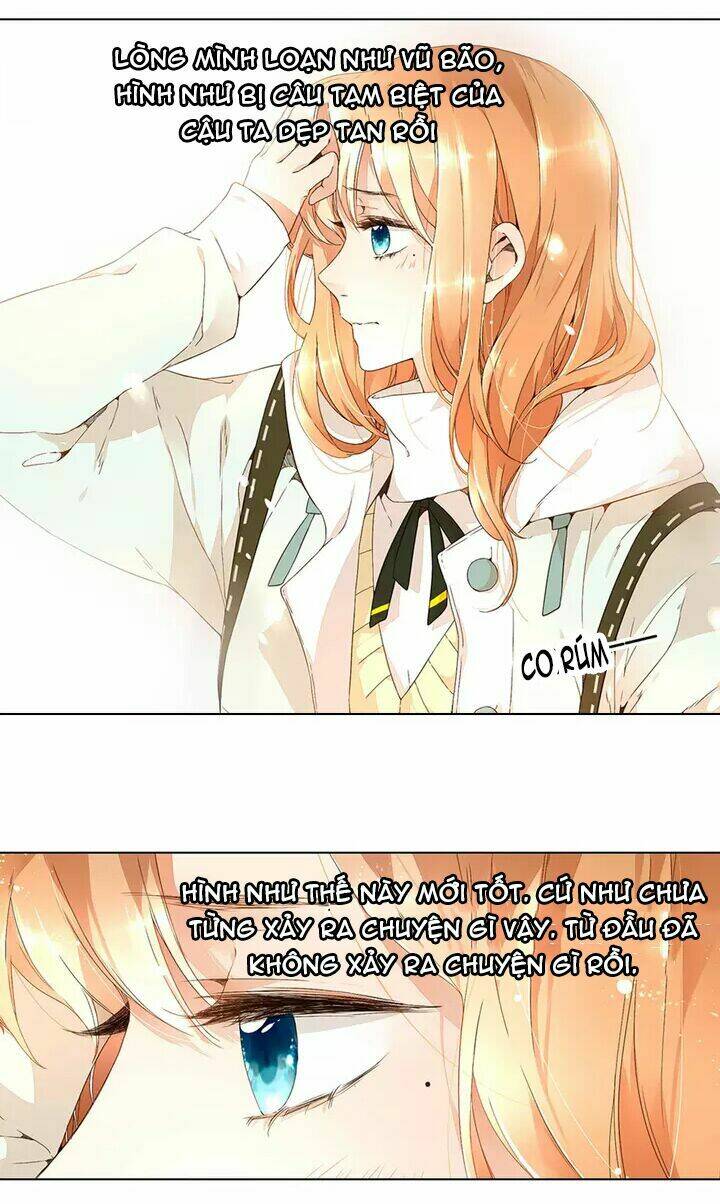 LÒNG MÌNH LOẠN NHƯ VŨ BÃO,
HÌNH NHƯ BỊ CÂU TẠM BIỆT CỦA
CẬU TA DẸP TAN RỒI
CO RÚM
HÌNH NHƯ THẾ NÀY MỚI TỐT. CỨ NHƯ CHƯA
TỪNG XẢY RA CHUYỆN GÌ VẬY. TỪ ĐẦU ĐÃ
KHÔNG XẢY RA CHUYỆN GÌ RỒI.